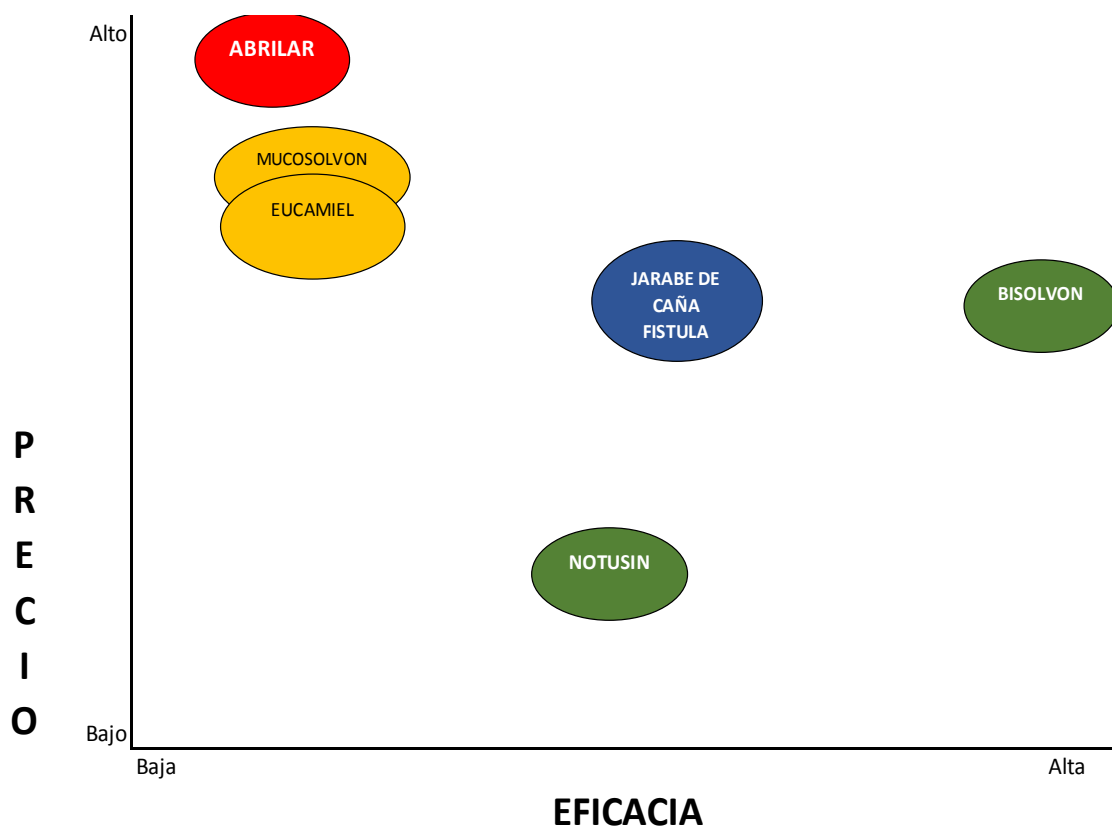 Alto
ABRILAR
MUCOSOLVON
EUCAMIEL
JARABE DE
CAÑA
FISTULA
BISOLVON
NOTUSIN
P
R
E
C
I
O
Bajo
Baja
Alta
EFICACIA